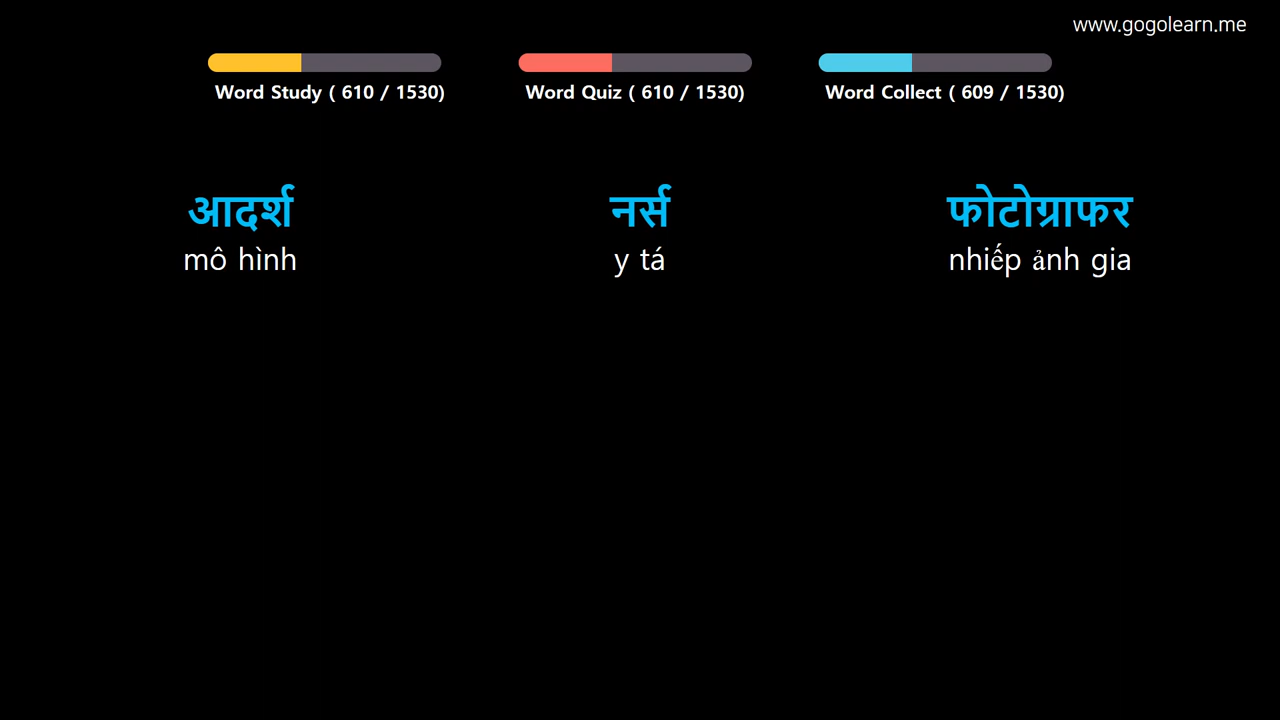 www.gogolearn.me
Word Study ( 610 / 1530)
Word Quiz ( 610 / 1530)
Word Collect ( 609 / 1530)
आदर्श
mô hình
नर्स
y tá
फोटोग्राफर
nhiếp ảnh gia